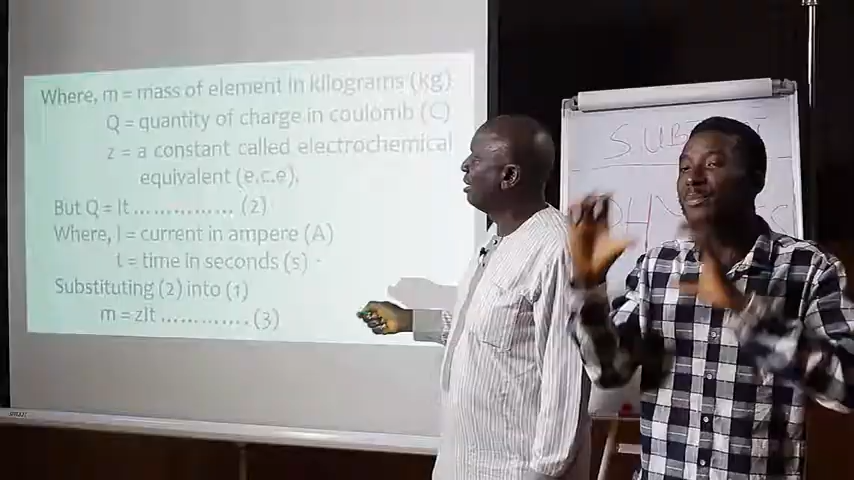 Where, m = mass of element in kilograms (kg)
Q = quantity of charge in coulomb (C)
z = a constant called electrochemical
equivalent (e.c.e).
But Q = It ................... (2)
Where, I = current in ampere (A)
t = time in seconds (s)
Substituting (2) into (1)
m = zIt ................. (3)